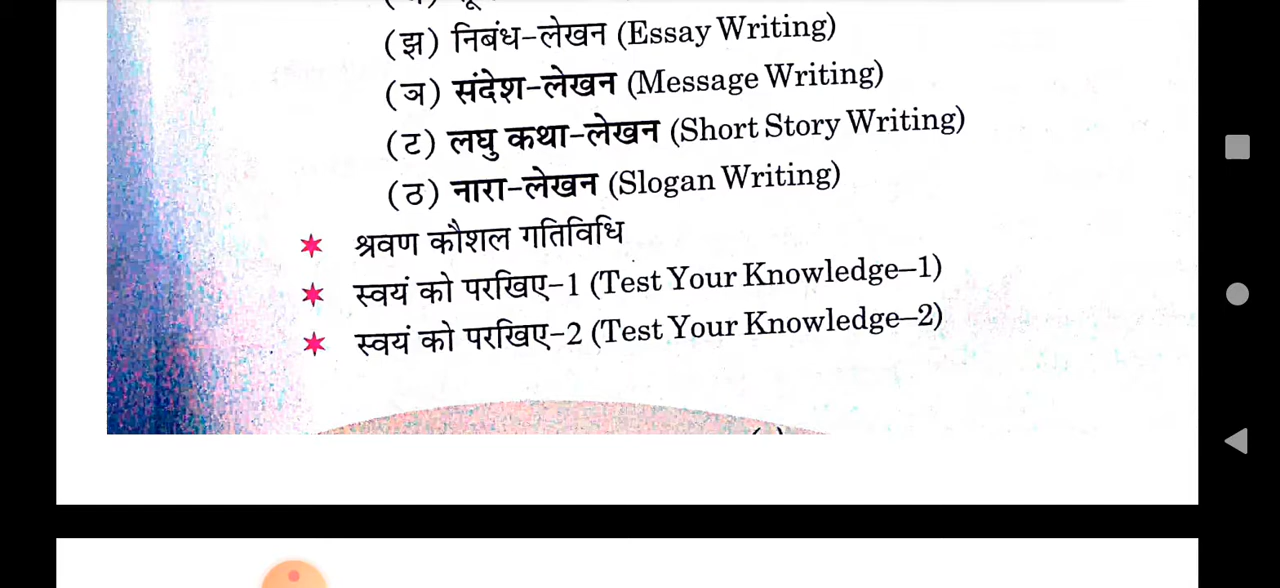 (झ) निबंध–लेखन (Essay Writing)
(ञ) संदेश–लेखन (Message Writing)
(ट) लघु कथा–लेखन (Short Story Writing)
(ठ) नारा–लेखन (Slogan Writing)
★ श्रवण कौशल गतिविधि
★ स्वयं को परखिए–1 (Test Your Knowledge–1)
★ स्वयं को परखिए–2 (Test Your Knowledge–2)